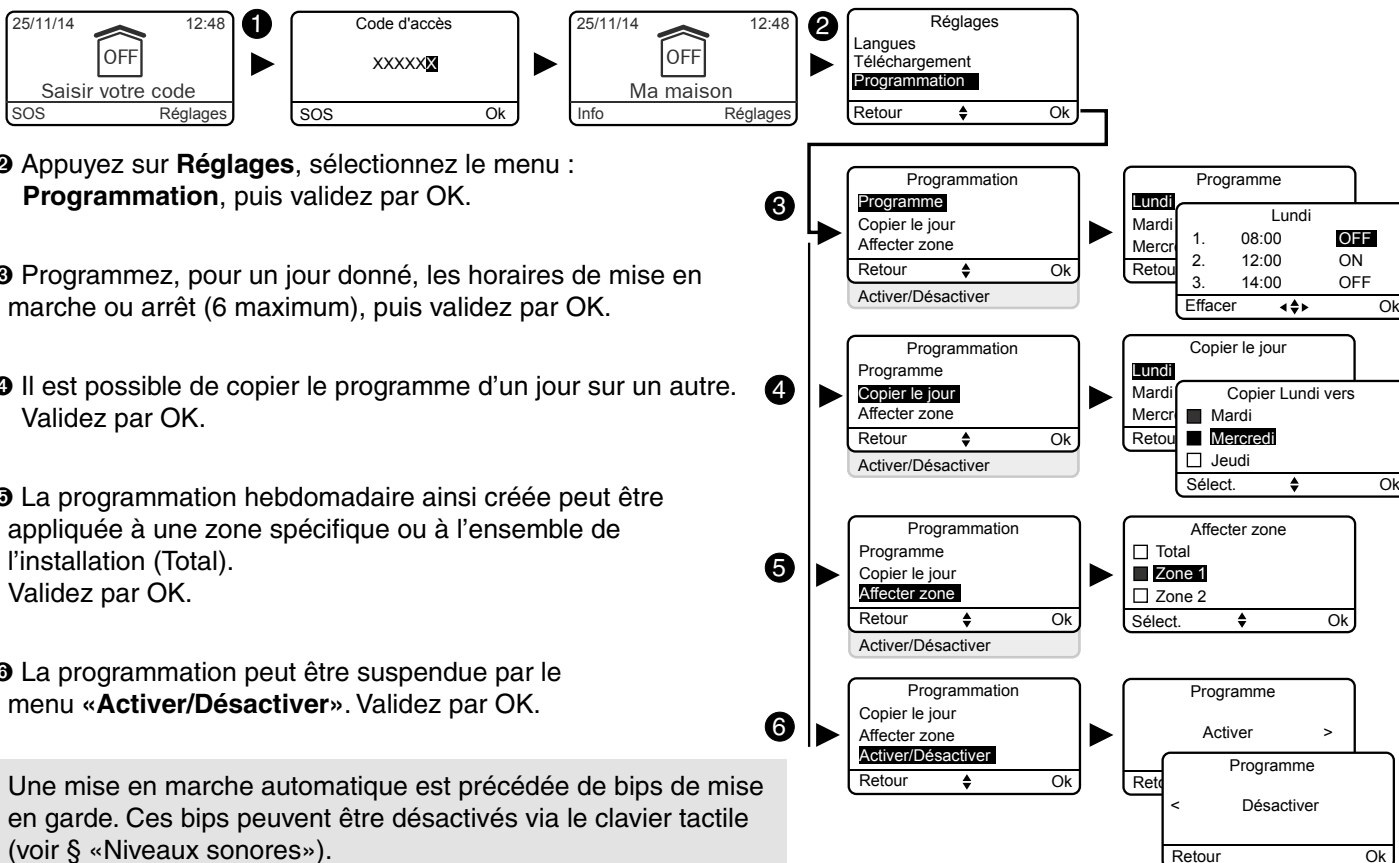 25/11/14 12:48
OFF
Saisir votre code
SOS Réglages
❶
Code d'accès
XXXXXX
SOS Ok
25/11/14 12:48
OFF
Ma maison
Info Réglages
❷
Réglages
Langues
Téléchargement
Programmation
Retour Ok
❷ Appuyez sur Réglages, sélectionnez le menu :
Programmation, puis validez par OK.
❸ Programmez, pour un jour donné, les horaires de mise en
marche ou arrêt (6 maximum), puis validez par OK.
❹ Il est possible de copier le programme d’un jour sur un autre.
Validez par OK.
❺ La programmation hebdomadaire ainsi créée peut être
appliquée à une zone spécifique ou à l’ensemble de
l’installation (Total).
Validez par OK.
❻ La programmation peut être suspendue par le
menu «Activer/Désactiver». Validez par OK.
Une mise en marche automatique est précédée de bips de mise
en garde. Ces bips peuvent être désactivés via le clavier tactile
(voir § «Niveaux sonores»).
❸
Programmation
Programme
Copier le jour
Affecter zone
Retour Ok
Activer/Désactiver
Programme
Lundi
Mardi
Mercr
Retou
Lundi
1. 08:00 OFF
2. 12:00 ON
3. 14:00 OFF
Effacer Ok
❹
Programmation
Programme
Copier le jour
Affecter zone
Retour Ok
Activer/Désactiver
Copier le jour
Lundi
Mardi
Mercr
Retou
Copier Lundi vers
Mardi
Mercredi
Jeudi
Sélect. Ok
❺
Programmation
Programme
Copier le jour
Affecter zone
Retour Ok
Activer/Désactiver
Affecter zone
Total
Zone 1
Zone 2
Sélect. Ok
❻
Programmation
Copier le jour
Affecter zone
Activer/Désactiver
Retour Ok
Programme
Activer >
Reto
Programme
< Désactiver
Retour Ok